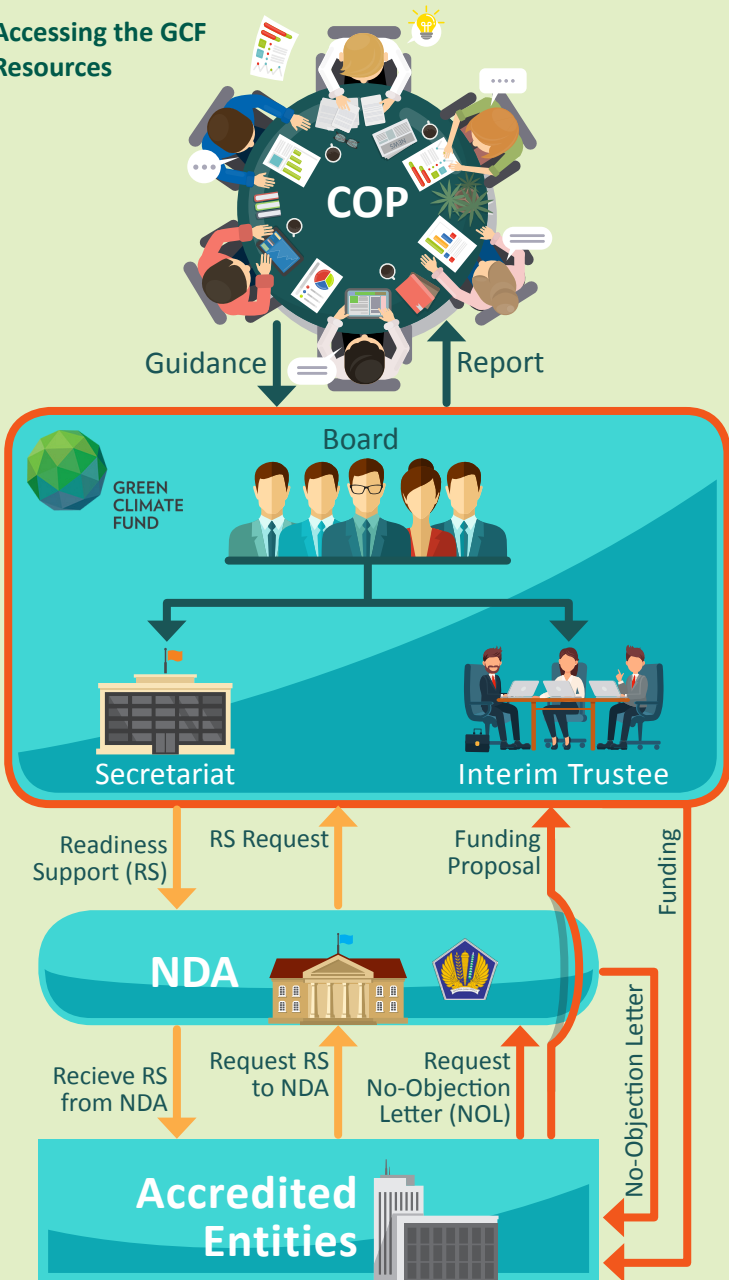 Accessing the GCF
Resources
COP
Guidance
Report
Board
GREEN
CLIMATE
FUND
Secretariat
Interim Trustee
Readiness
Support (RS)
RS Request
Funding
Proposal
Funding
NDA
Recieve RS
from NDA
Request RS
to NDA
Request
No-Objection
Letter (NOL)
No-Objection Letter
Accredited
Entities